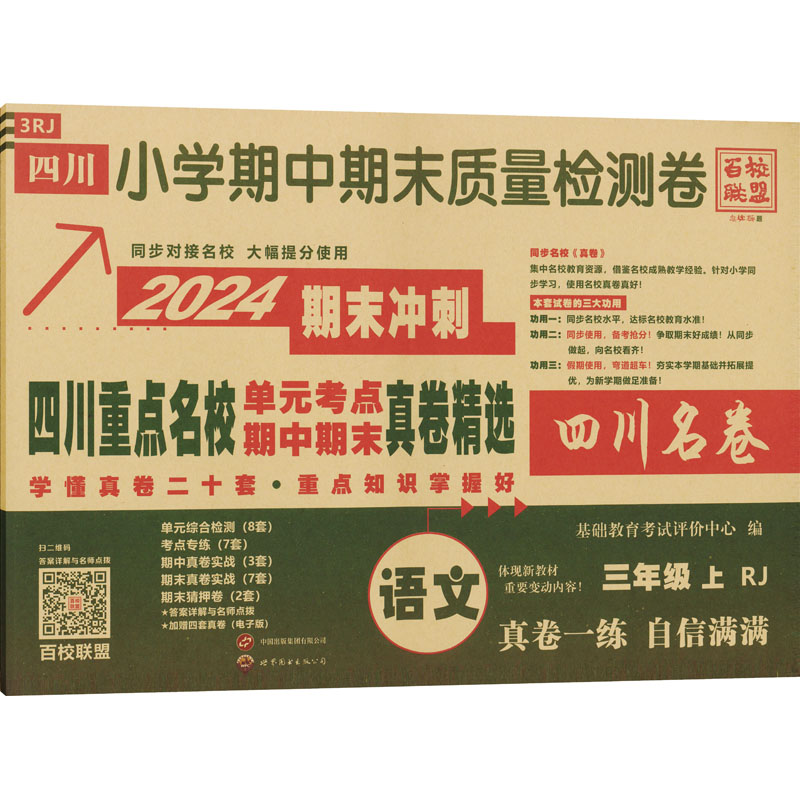 3RJ
四川
小学期中期末质量检测卷
百校
联盟
同步对接名校 大幅提分使用
2024
期末冲刺
同步名校《真卷》
集中名校教育资源，借鉴名校成熟教学经验。针对小学同
步学习，使用名校真卷真好！
本套试卷的三大功用
功用一：同步名校水平，达标名校教育水准！
功用二：同步使用，备考抢分！争取期末好成绩！从同步
做起，向名校看齐！
功用三：假期使用，弯道超车！夯实本学期基础并拓展提
优，为新学期做足准备！
四川重点名校
单元考点
期中期末
真卷精选
四川名卷
学懂真卷二十套·重点知识掌握好
扫二维码
答案详解与名师点拨
百校联盟
单元综合检测（8套）
考点专练（7套）
期中真卷实战（3套）
期末真卷实战（7套）
期末猜押卷（2套）
★答案详解与名师点拨
★加赠四套真卷（电子版）
中国出版集团有限公司
世界图书出版公司
语文
基础教育考试评价中心 编
体现新教材
重要变动内容！
三年级 上 RJ
真卷一练 自信满满